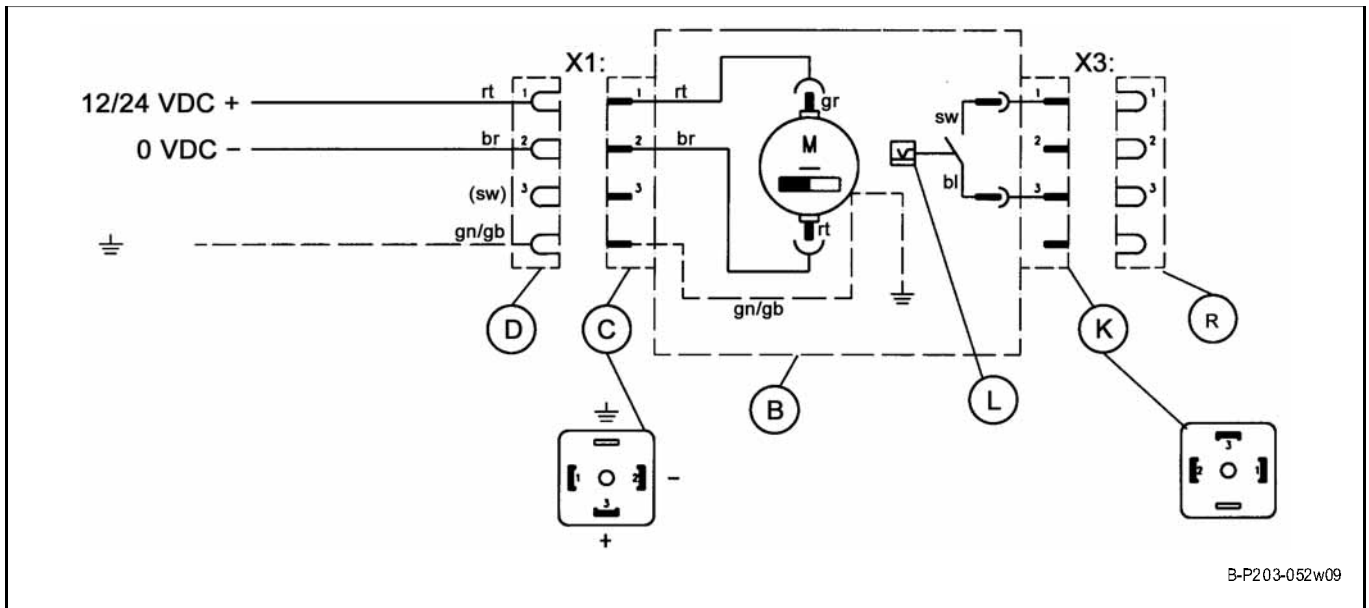 X1:
X3:
12/24 VDC +
rt
1
1
rt
gr
M
sw
1
1
0 VDC −
br
2
2
br
2
2
(sw)
3
3
bl
3
3
gn/gb
rt
gn/gb
D
C
B
L
K
R
1
2
3
−
+
3
2
1
B-P203-052w09